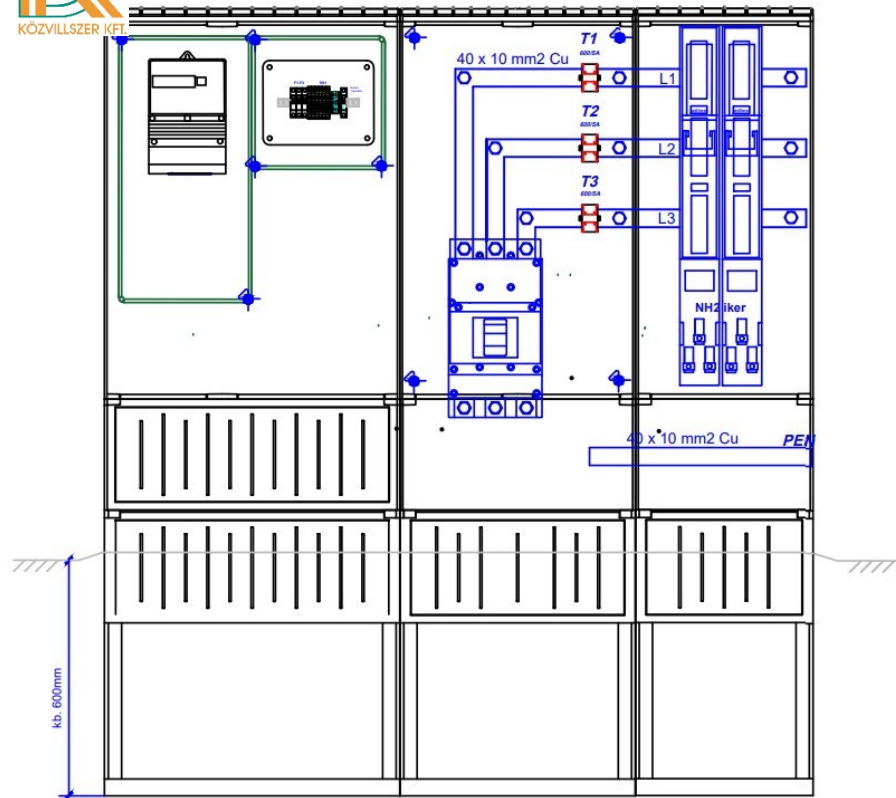 KÖZVILLSZER KFT.
T1
600/5A
40 x 10 mm2 Cu
L1
T2
600/5A
L2
T3
600/5A
L3
NH2 iker
40 x 10 mm2 Cu
PEN
kb. 600mm